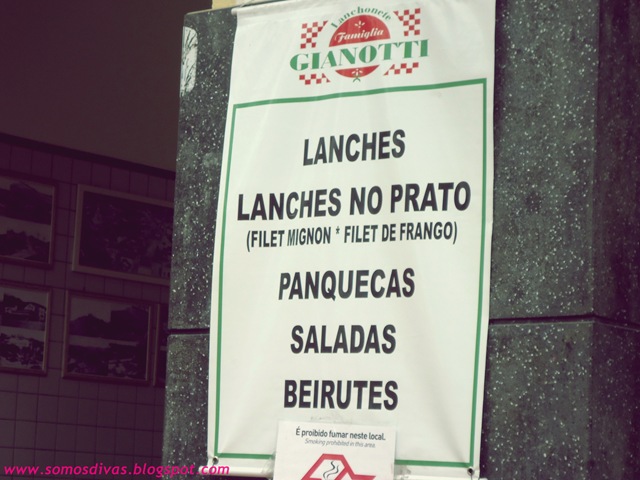 Lanchonete
Famiglia
GIANOTTI
LANCHES
LANCHES NO PRATO
(FILET MIGNON * FILET DE FRANGO)
PANQUECAS
SALADAS
BEIRUTES
É proibido fumar neste local.
Smoking prohibited in this area.
www.somosdivas.blogspot.com